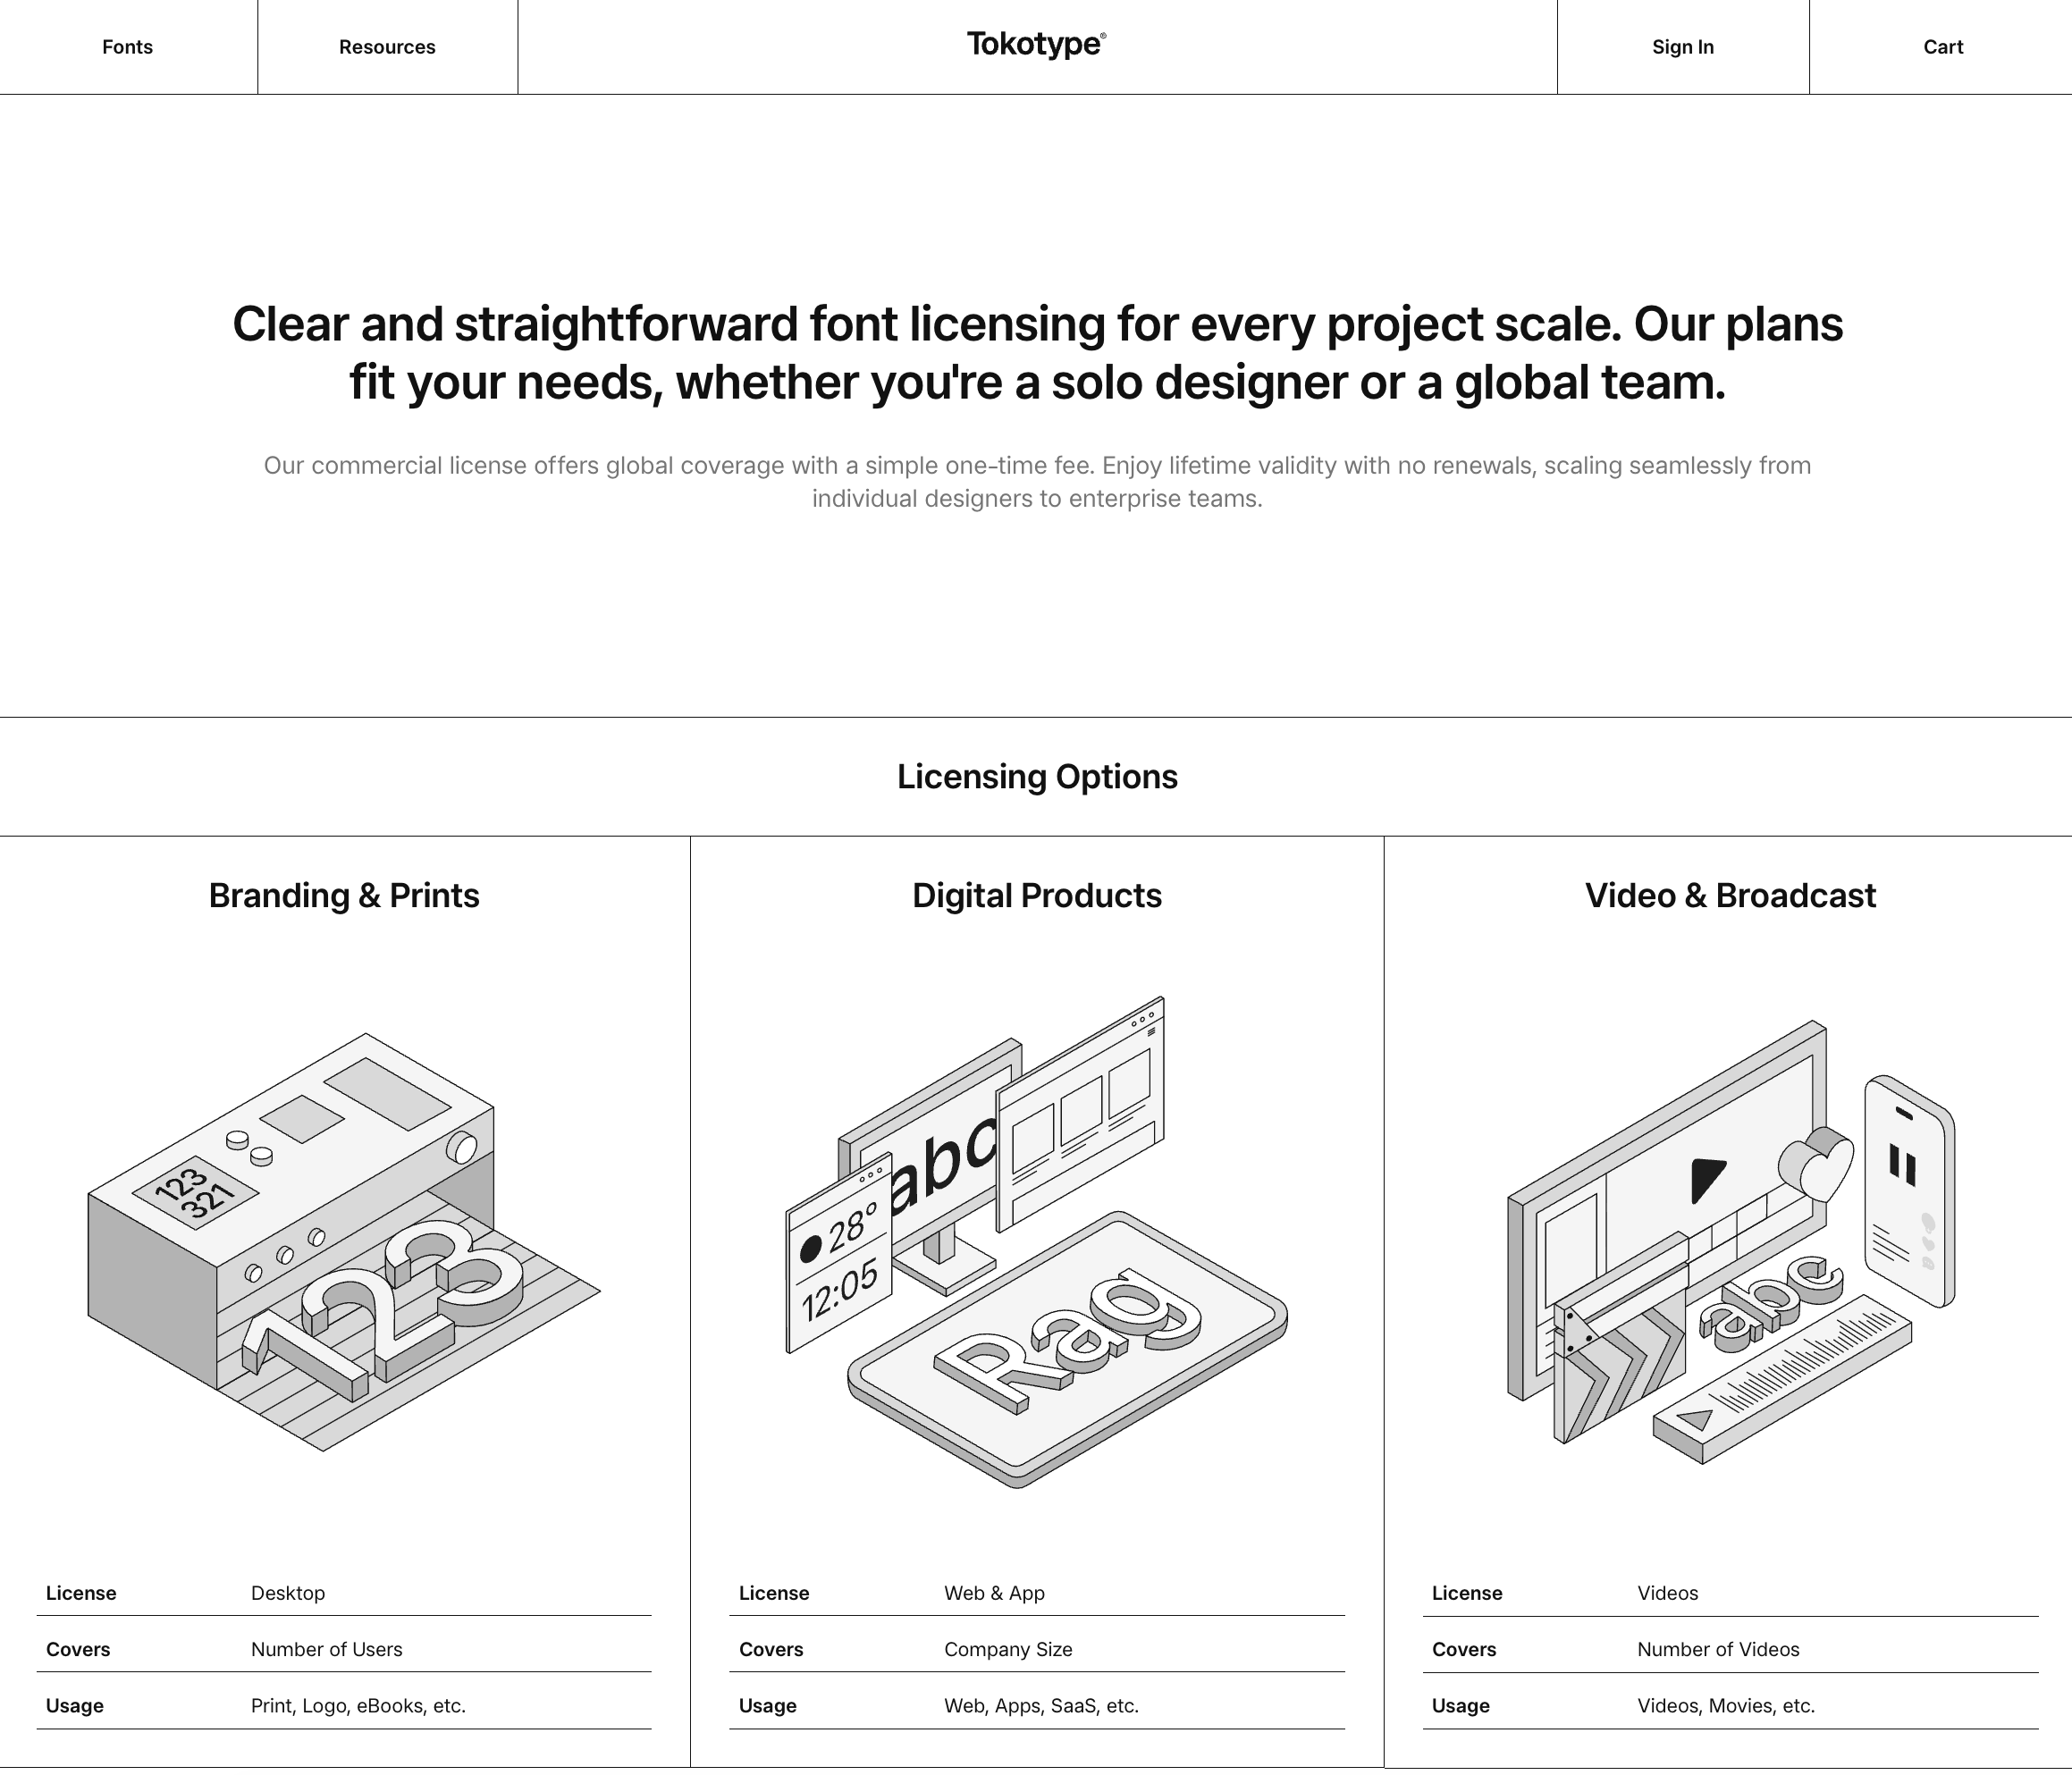 Fonts
Resources
Tokotype®
Sign In
Cart
Clear and straightforward font licensing for every project scale. Our plans
fit your needs, whether you're a solo designer or a global team.
Our commercial license offers global coverage with a simple one-time fee. Enjoy lifetime validity with no renewals, scaling seamlessly from
individual designers to enterprise teams.
Licensing Options
Branding & Prints
123
321
123
License Desktop
Covers Number of Users
Usage Print, Logo, eBooks, etc.
Digital Products
abc
28°
12:05
Rag
License Web & App
Covers Company Size
Usage Web, Apps, SaaS, etc.
Video & Broadcast
abc
License Videos
Covers Number of Videos
Usage Videos, Movies, etc.